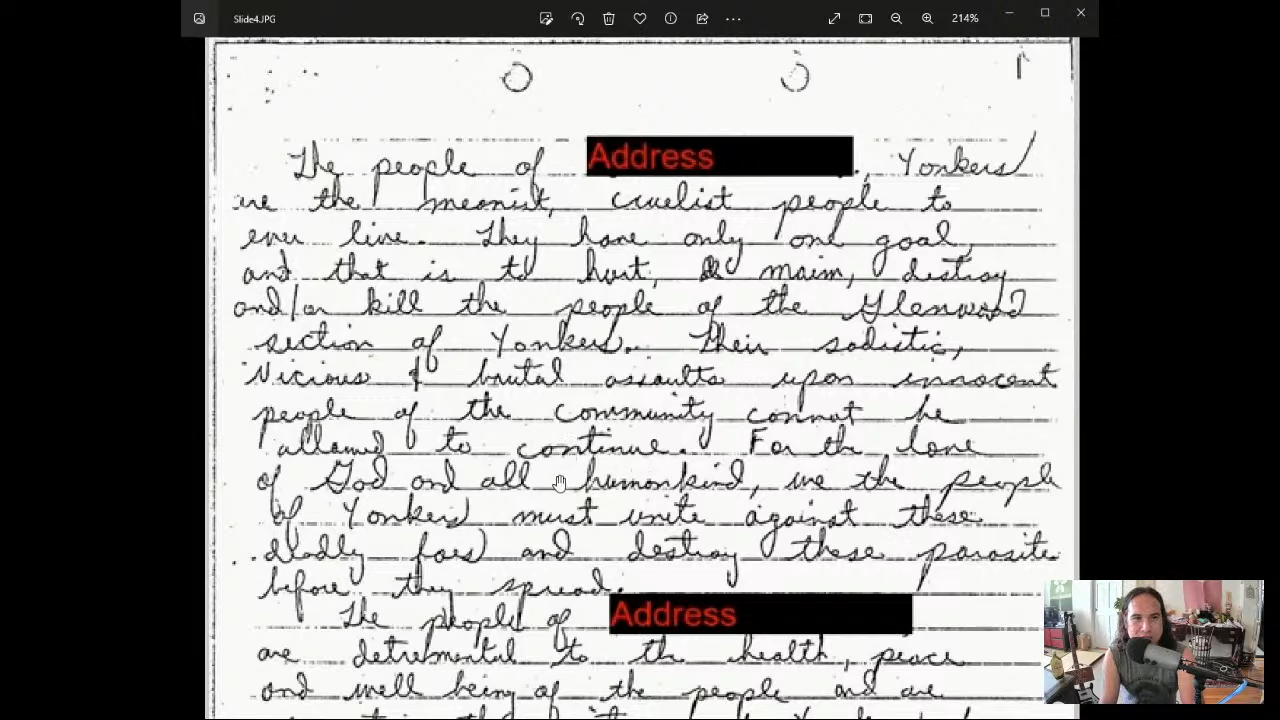 Slide4.JPG
214%
The people of Address, Yonkers
are the meanist, cruelist people to
ever live. They have only one goal,
and that is to hurt, maim, destroy
and/or kill the people of the Glenwood
section of Yonkers. Their sadistic,
Vicious & brutal assaults upon innocent
people of the community cannot be
allowed to continue. For the love
of God and all humankind, we the people
of Yonkers must unite against these
deadly foes and destroy these parasites
before they spread.
The people of Address
are detremental to the health, peace
and well being of the people and are